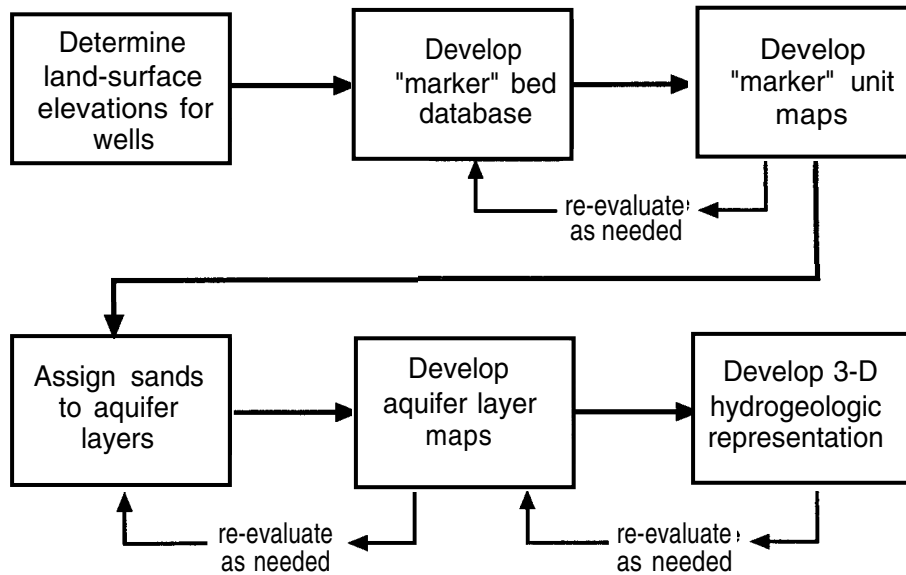 Determine
land-surface
elevations for
wells
Develop
"marker" bed
database
Develop
"marker" unit
maps
re-evaluate
as needed
Assign sands
to aquifer
layers
Develop
aquifer layer
maps
Develop 3-D
hydrogeologic
representation
re-evaluate
as needed
re-evaluate
as needed